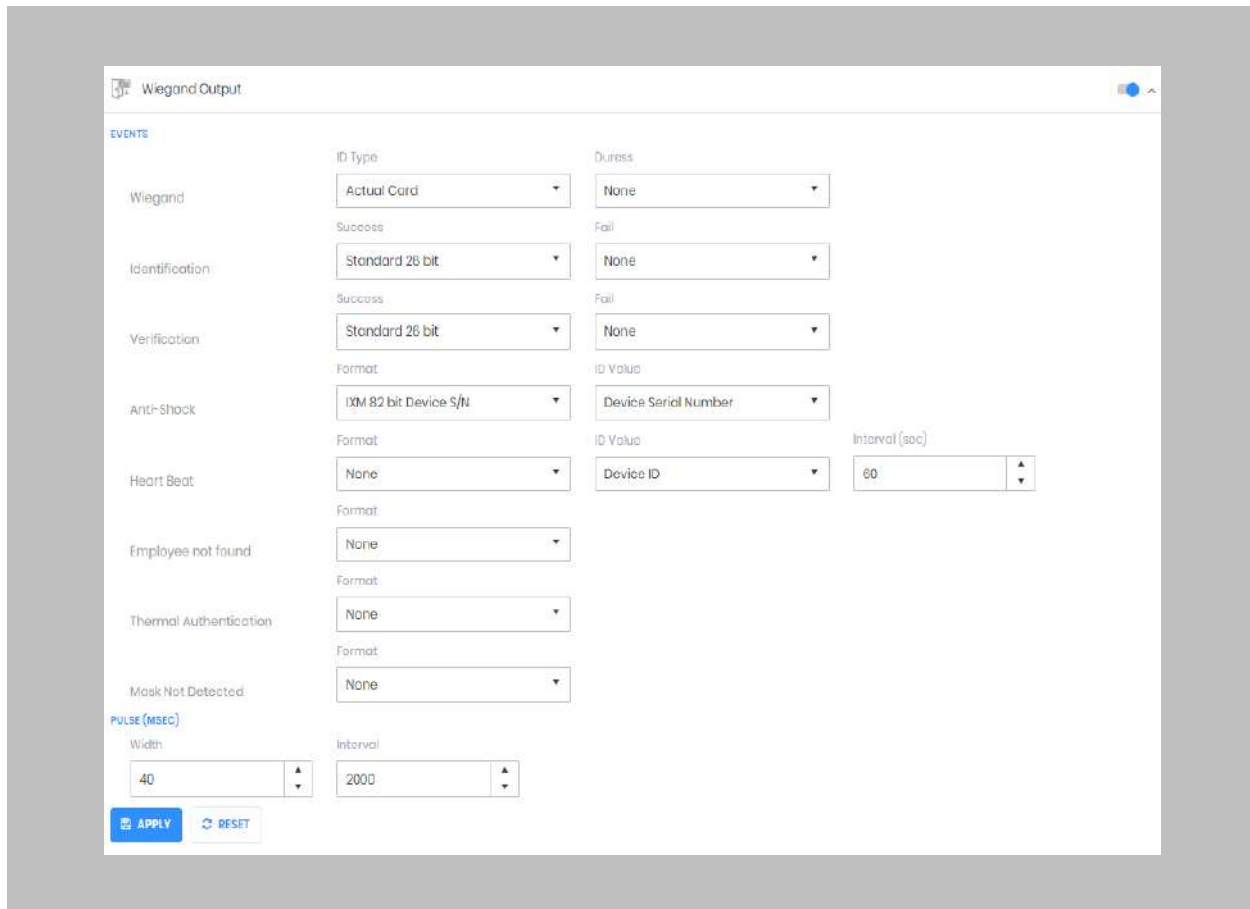 Wiegand Output
EVENTS
ID Type Duress
Wiegand Actual Card None
Success Fail
Identification Standard 26 bit None
Success Fail
Verification Standard 26 bit None
Format ID Value
Anti-Shock IXM 82 bit Device S/N Device Serial Number
Format ID Value Interval (sec)
Heart Beat None Device ID 60
Format
Employee not found None
Format
Thermal Authentication None
Format
Mask Not Detected None
PULSE (MSEC)
Width Interval
40 2000
APPLY RESET